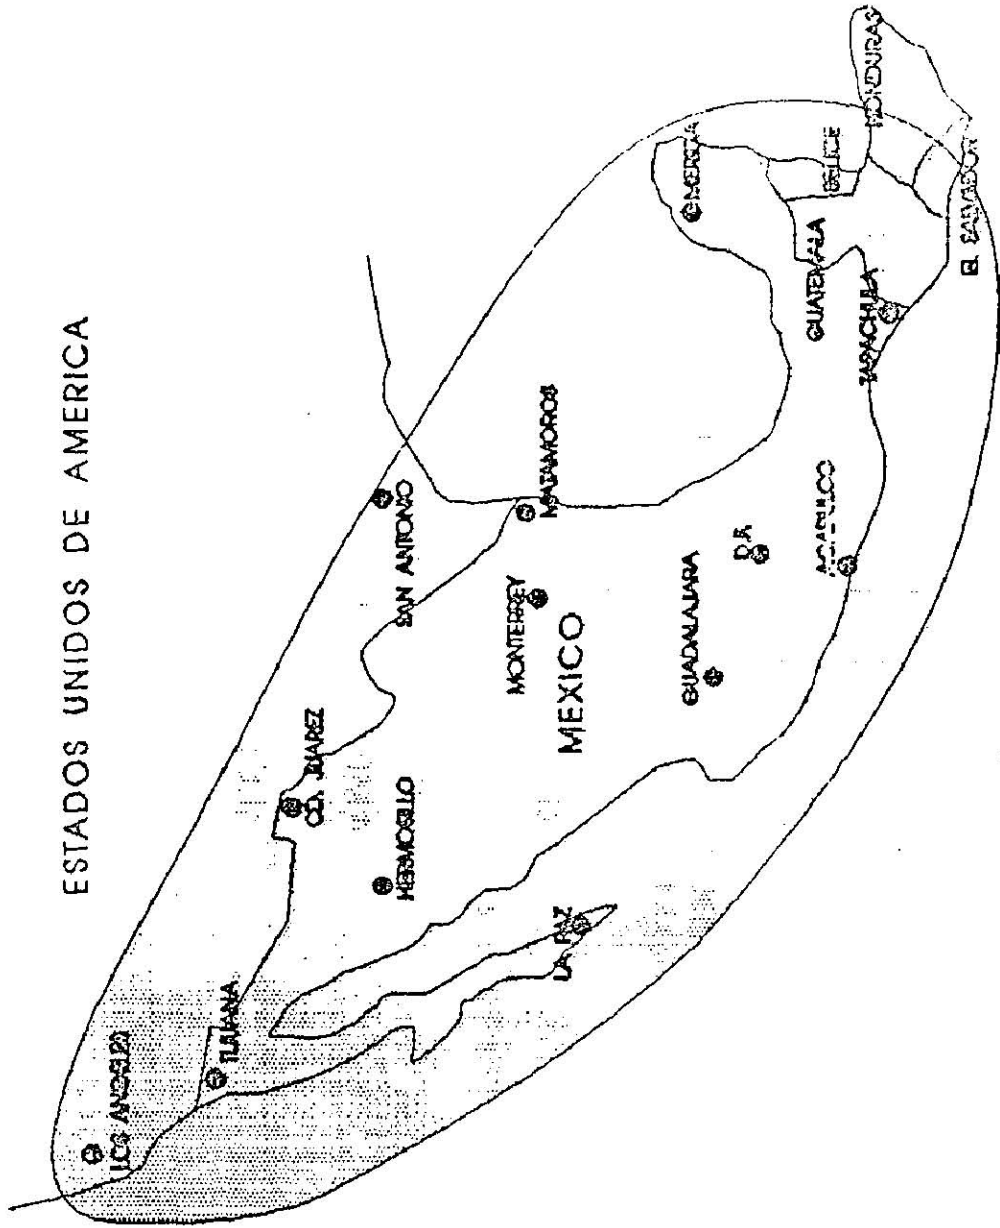 ESTADOS UNIDOS DE AMERICA
LOS ANGELES
TIJUANA
CD. JUAREZ
HERMOSILLO
SAN ANTONIO
LA PAZ
MONTERREY
MATAMOROS
MEXICO
GUADALAJARA
D.F.
ACAPULCO
MERIDA
GUATEMALA
BELICE
TAPACHULA
HONDURAS
EL SALVADOR